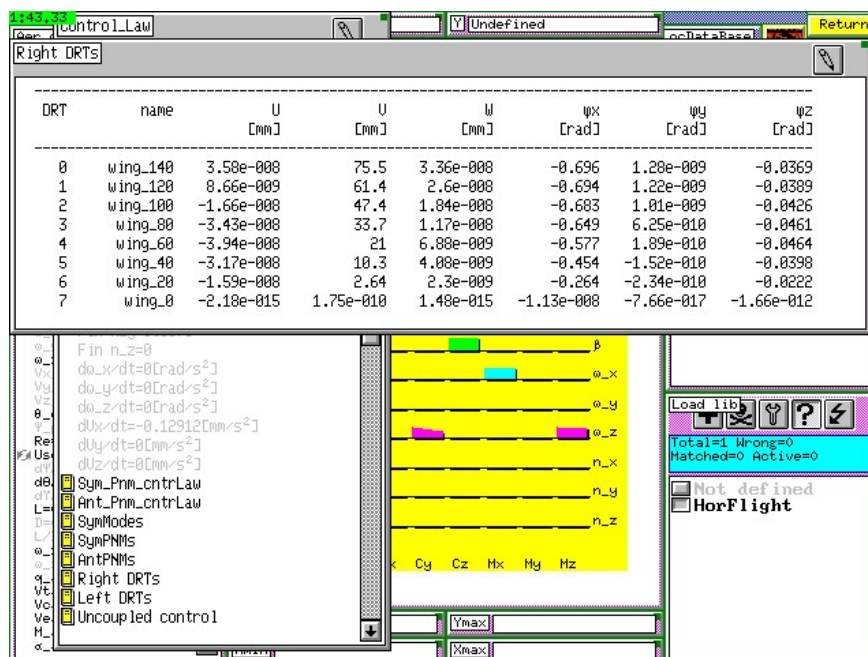 1:43.33
Control_Law
Y Undefined
ocDataBase
Return
Right DRTs
DRT name U V W ψx ψy ψz
[mm] [mm] [mm] [rad] [rad] [rad]
0 wing_140 3.58e-008 75.5 3.36e-008 -0.696 1.28e-009 -0.0369
1 wing_120 8.66e-009 61.4 2.6e-008 -0.694 1.22e-009 -0.0389
2 wing_100 -1.66e-008 47.4 1.84e-008 -0.683 1.01e-009 -0.0426
3 wing_80 -3.43e-008 33.7 1.17e-008 -0.649 6.25e-010 -0.0461
4 wing_60 -3.94e-008 21 6.88e-009 -0.577 1.89e-010 -0.0464
5 wing_40 -3.17e-008 10.3 4.08e-009 -0.454 -1.52e-010 -0.0398
6 wing_20 -1.59e-008 2.64 2.3e-009 -0.264 -2.34e-010 -0.0222
7 wing_0 -2.18e-015 1.75e-010 1.48e-015 -1.13e-008 -7.66e-017 -1.66e-012
Fin n_z=0
dω_x/dt=0[rad/s²]
dω_y/dt=0[rad/s²]
dω_z/dt=0[rad/s²]
dVx/dt=-0.12912[mm/s²]
dVy/dt=0[mm/s²]
dVz/dt=0[mm/s²]
Sym_Pnm_cntrLaw
Ant_Pnm_cntrLaw
SymModes
SymPNMs
AntPNMs
Right DRTs
Left DRTs
Uncoupled control
β
ω_x
ω_y
ω_z
n_x
n_y
n_z
Cy Cz Mx My Mz
Ymax
Xmax
Load lib
Total=1 Wrong=0
Matched=0 Active=0
Not defined
HorFlight